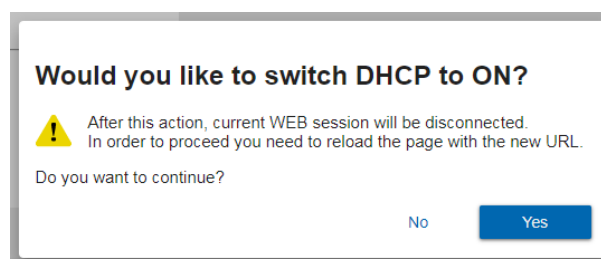 Would you like to switch DHCP to ON?
After this action, current WEB session will be disconnected.
In order to proceed you need to reload the page with the new URL.
Do you want to continue?
No
Yes